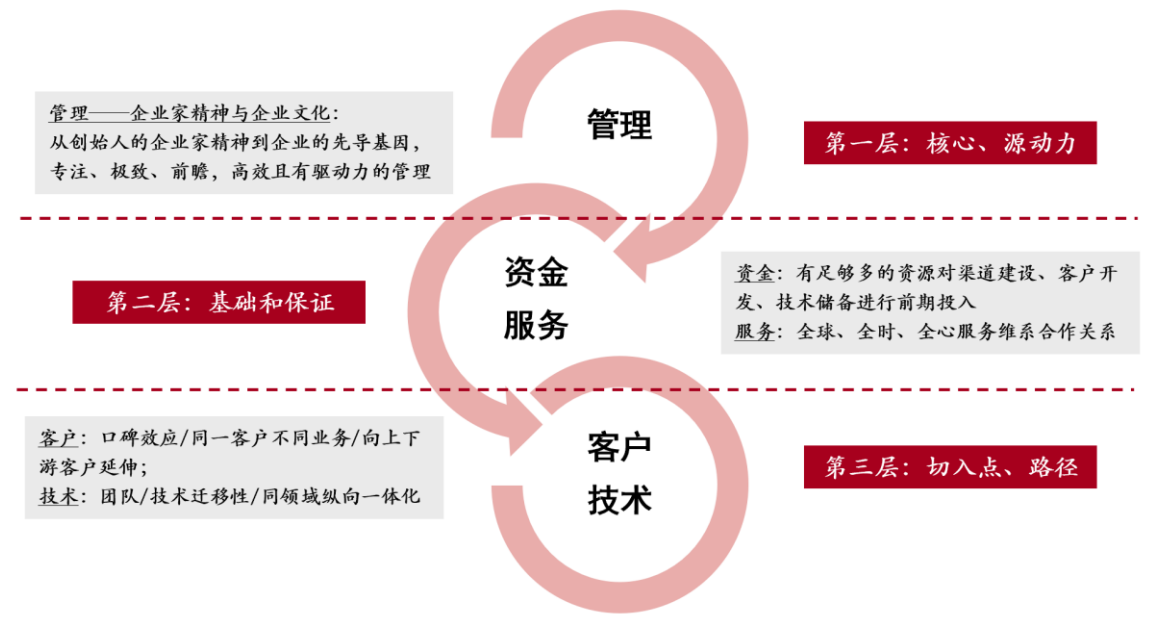 管理
管理——企业家精神与企业文化：
从创始人的企业家精神到企业的先导基因，
专注、极致、前瞻，高效且有驱动力的管理
第一层：核心、源动力
资金
服务
第二层：基础和保证
资金：有足够多的资源对渠道建设、客户开
发、技术储备进行前期投入
服务：全球、全时、全心服务维系合作关系
客户：口碑效应/同一客户不同业务/向上下
游客户延伸；
技术：团队/技术迁移性/同领域纵向一体化
客户
技术
第三层：切入点、路径